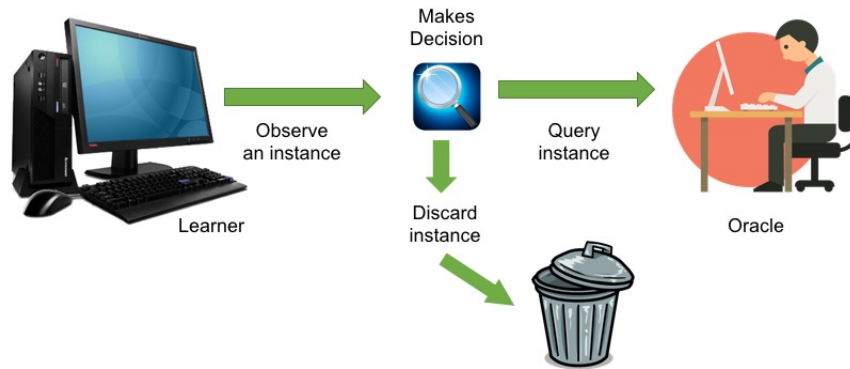 Makes
Decision
Observe
an instance
Query
instance
Learner
Discard
instance
Oracle